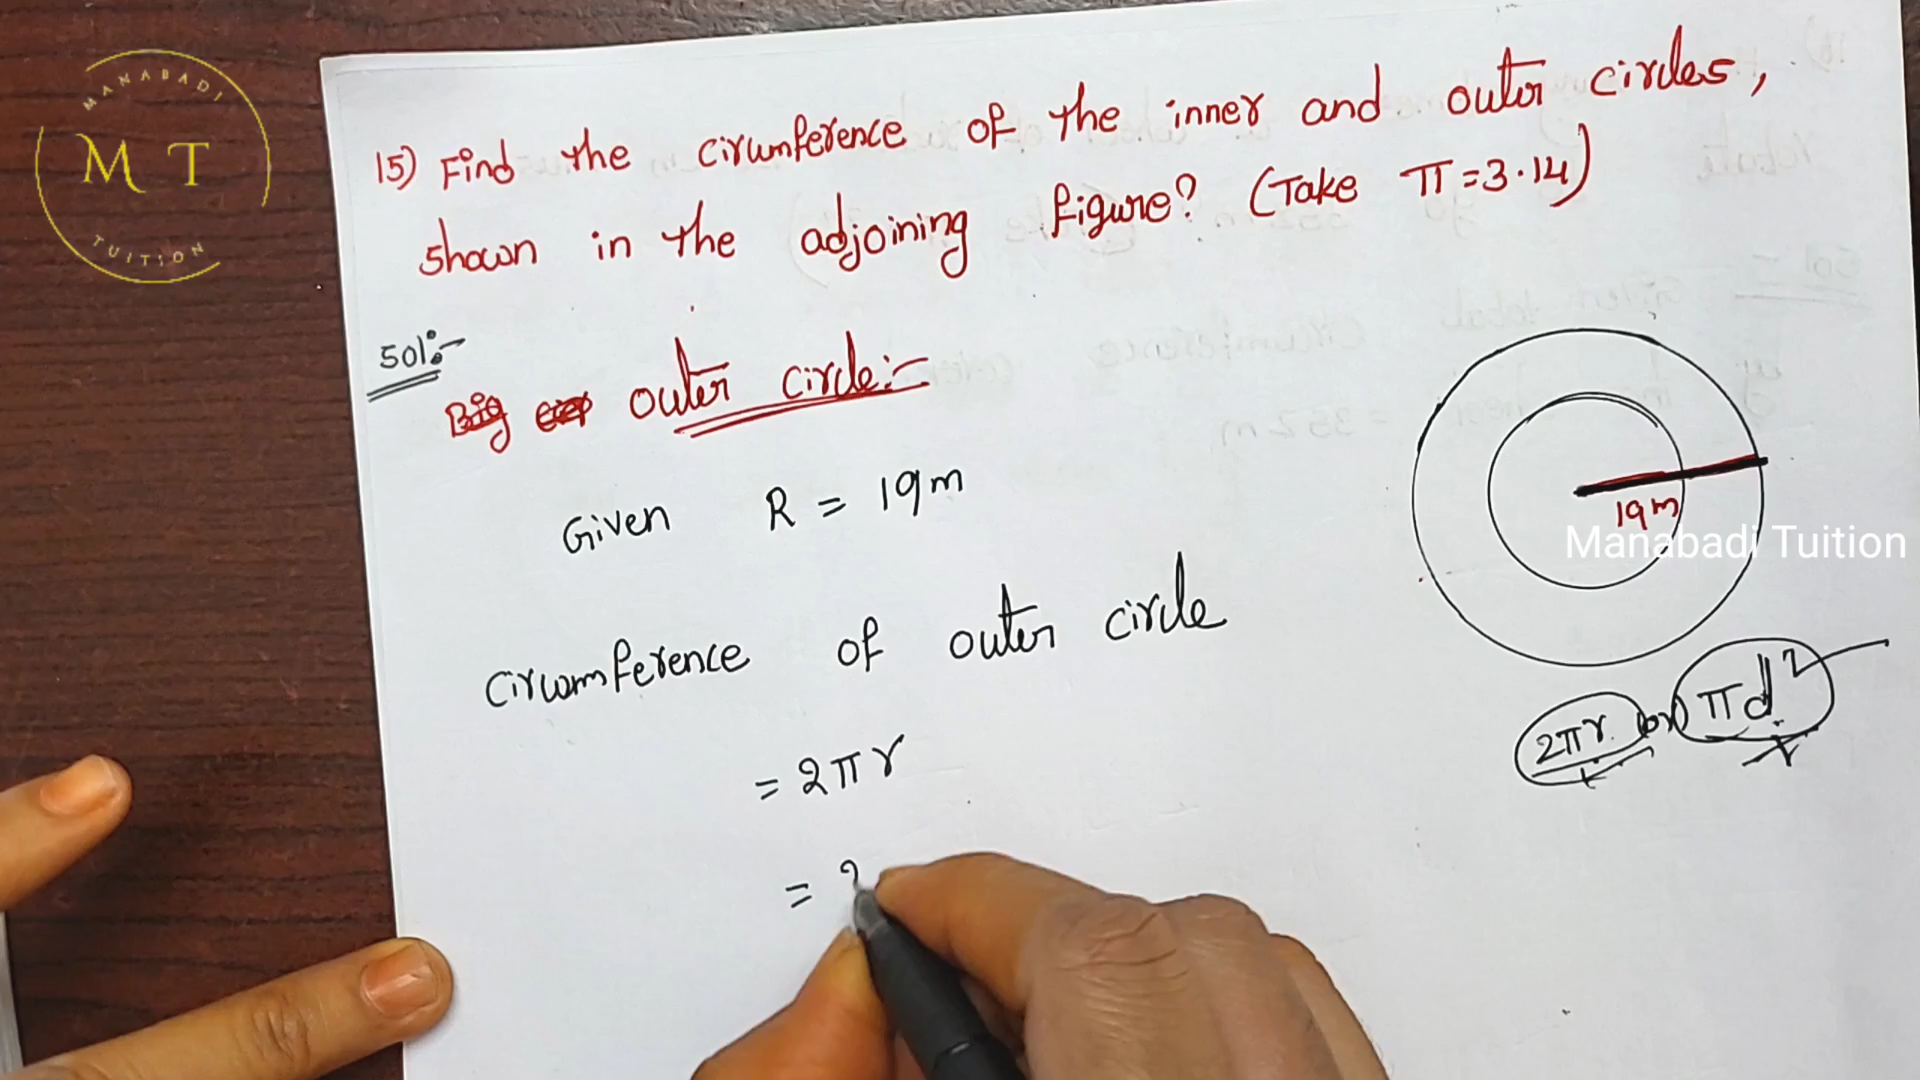 MANABADI
M T
TUITION
15) Find the circumference of the inner and outer circles,
shown in the adjoining figure? (Take π=3.14)
Sol:-
Big outer circle:-
Given R = 19m
19m
Manabadi Tuition
circumference of outer circle
2πr (or) πd
= 2πr
= 2